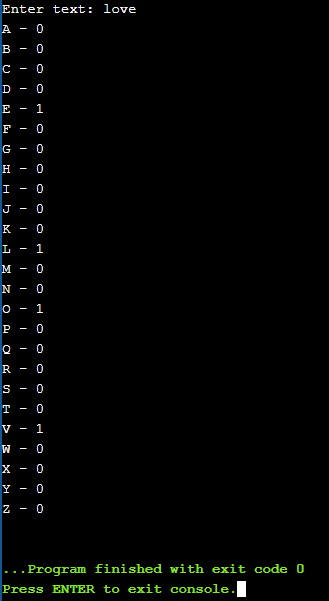 Enter text: love
A - 0
B - 0
C - 0
D - 0
E - 1
F - 0
G - 0
H - 0
I - 0
J - 0
K - 0
L - 1
M - 0
N - 0
O - 1
P - 0
Q - 0
R - 0
S - 0
T - 0
V - 1
W - 0
X - 0
Y - 0
Z - 0
...Program finished with exit code 0
Press ENTER to exit console.